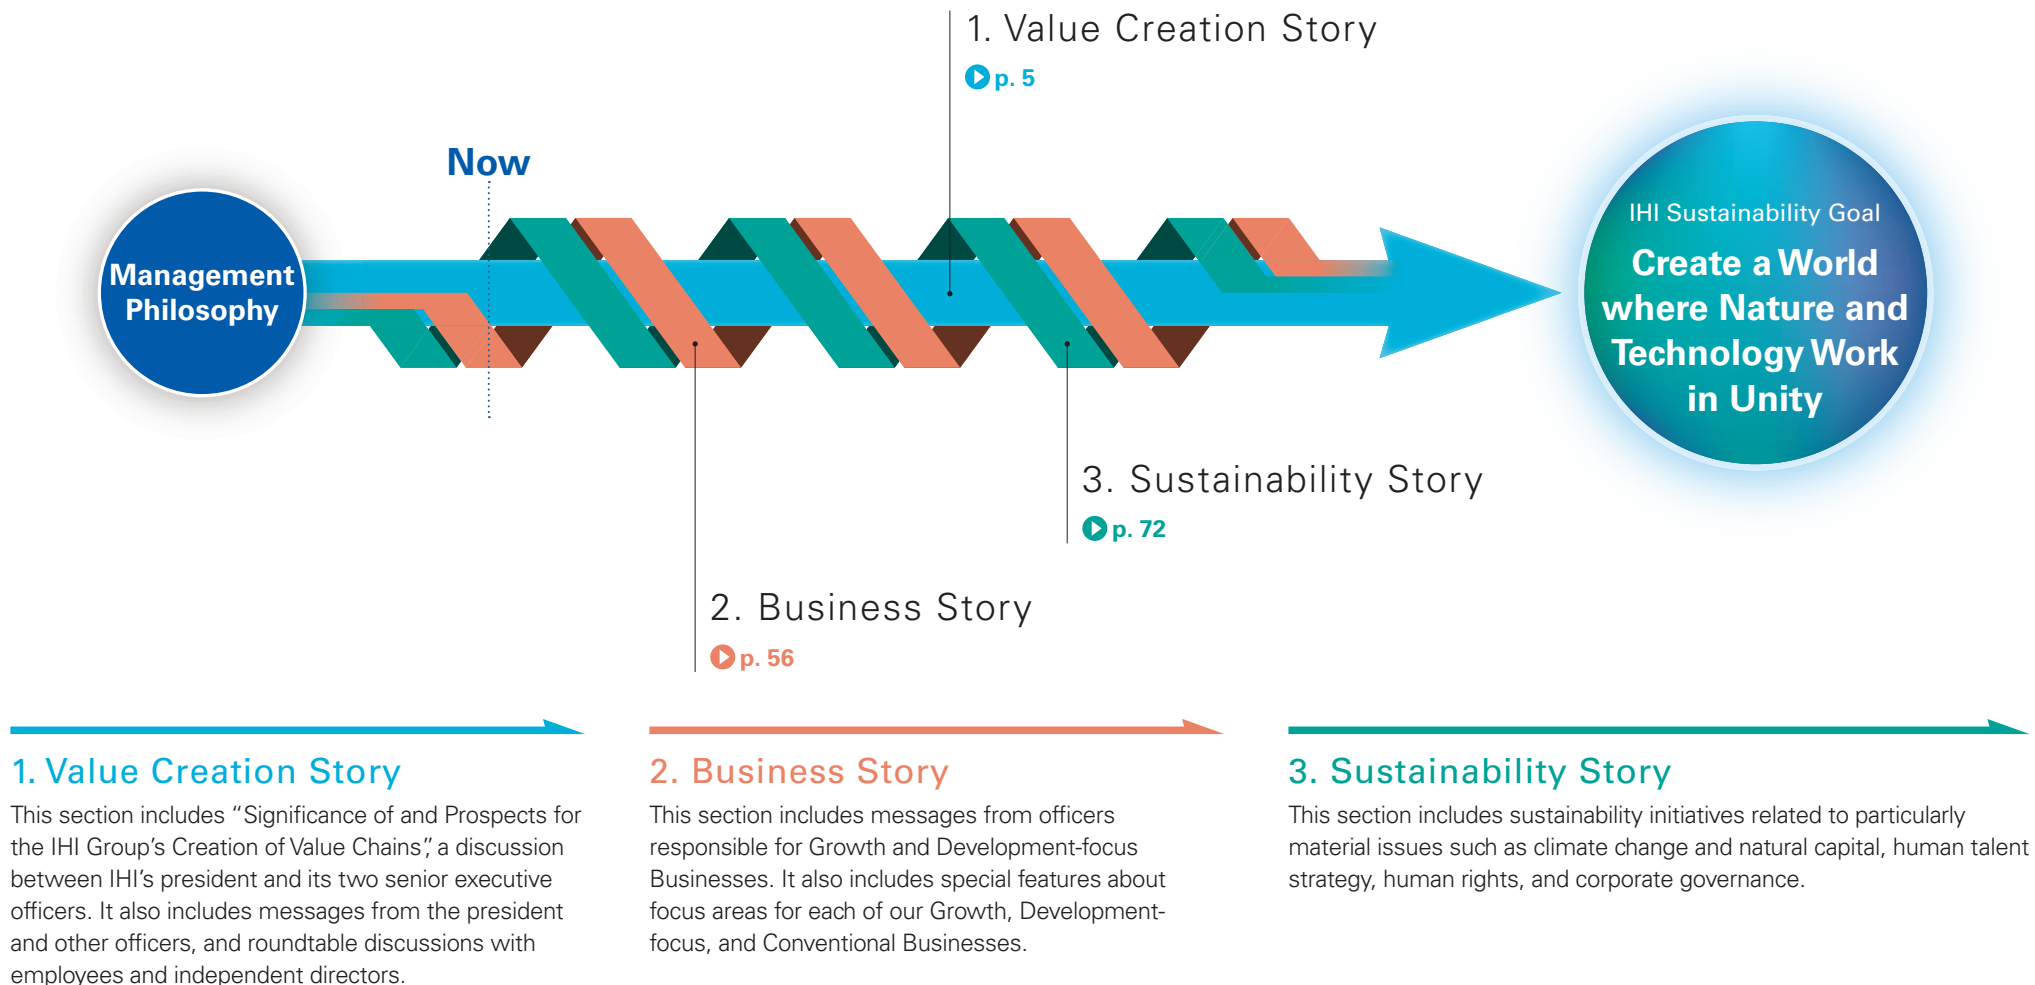 1. Value Creation Story
p. 5
Now
Management
Philosophy
IHI Sustainability Goal
Create a World
where Nature and
Technology Work
in Unity
3. Sustainability Story
p. 72
2. Business Story
p. 56
1. Value Creation Story
This section includes “Significance of and Prospects for
the IHI Group’s Creation of Value Chains”, a discussion
between IHI’s president and its two senior executive
officers. It also includes messages from the president
and other officers, and roundtable discussions with
employees and independent directors.
2. Business Story
This section includes messages from officers
responsible for Growth and Development-focus
Businesses. It also includes special features about
focus areas for each of our Growth, Development-
focus, and Conventional Businesses.
3. Sustainability Story
This section includes sustainability initiatives related to particularly
material issues such as climate change and natural capital, human talent
strategy, human rights, and corporate governance.